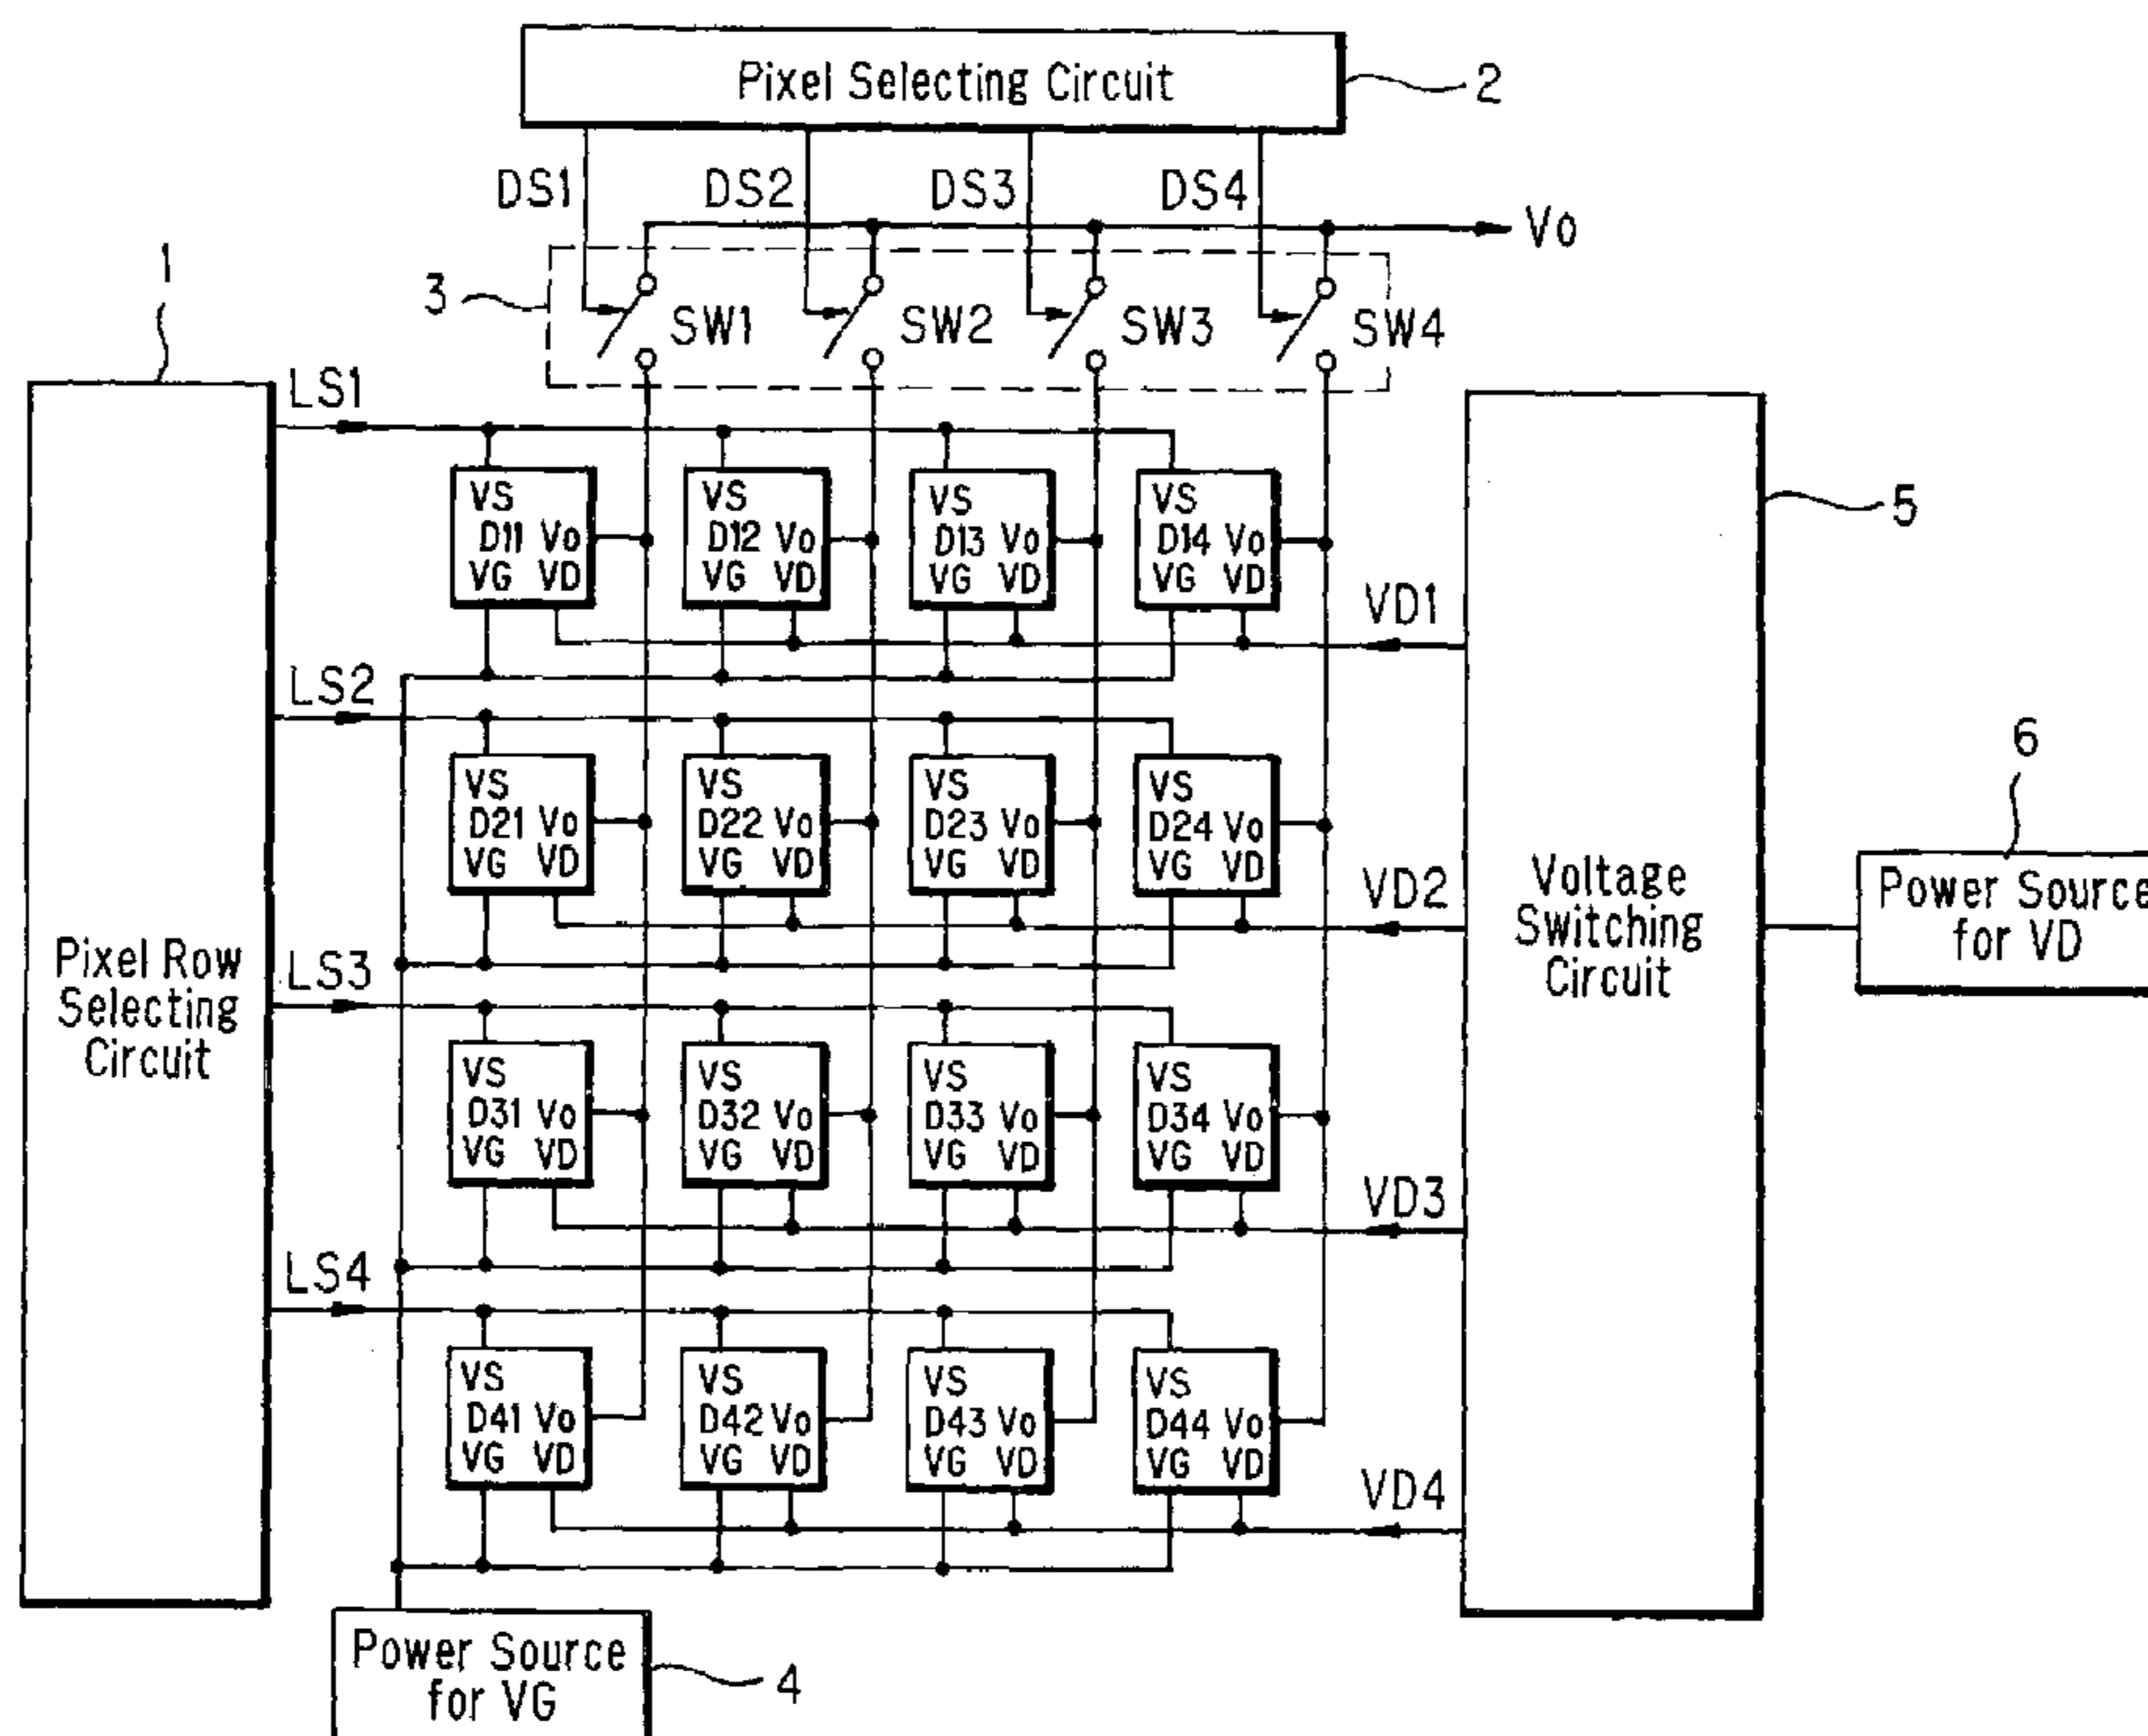 Pixel Selecting Circuit
2
DS1 DS2 DS3 DS4
Vo
1
3
SW1 SW2 SW3 SW4
LS1
VS VS VS VS
5
D11 Vo D12 Vo D13 Vo D14 Vo
VG VD VG VD VG VD VG VD
VD1
LS2
VS VS VS VS
6
D21 Vo D22 Vo D23 Vo D24 Vo
VG VD VG VD VG VD VG VD
VD2
Voltage
Switching
Circuit
Power Source
for VD
Pixel Row
Selecting
Circuit
LS3
VS VS VS VS
D31 Vo D32 Vo D33 Vo D34 Vo
VG VD VG VD VG VD VG VD
VD3
LS4
VS VS VS VS
D41 Vo D42 Vo D43 Vo D44 Vo
VG VD VG VD VG VD VG VD
VD4
Power Source
for VG
4